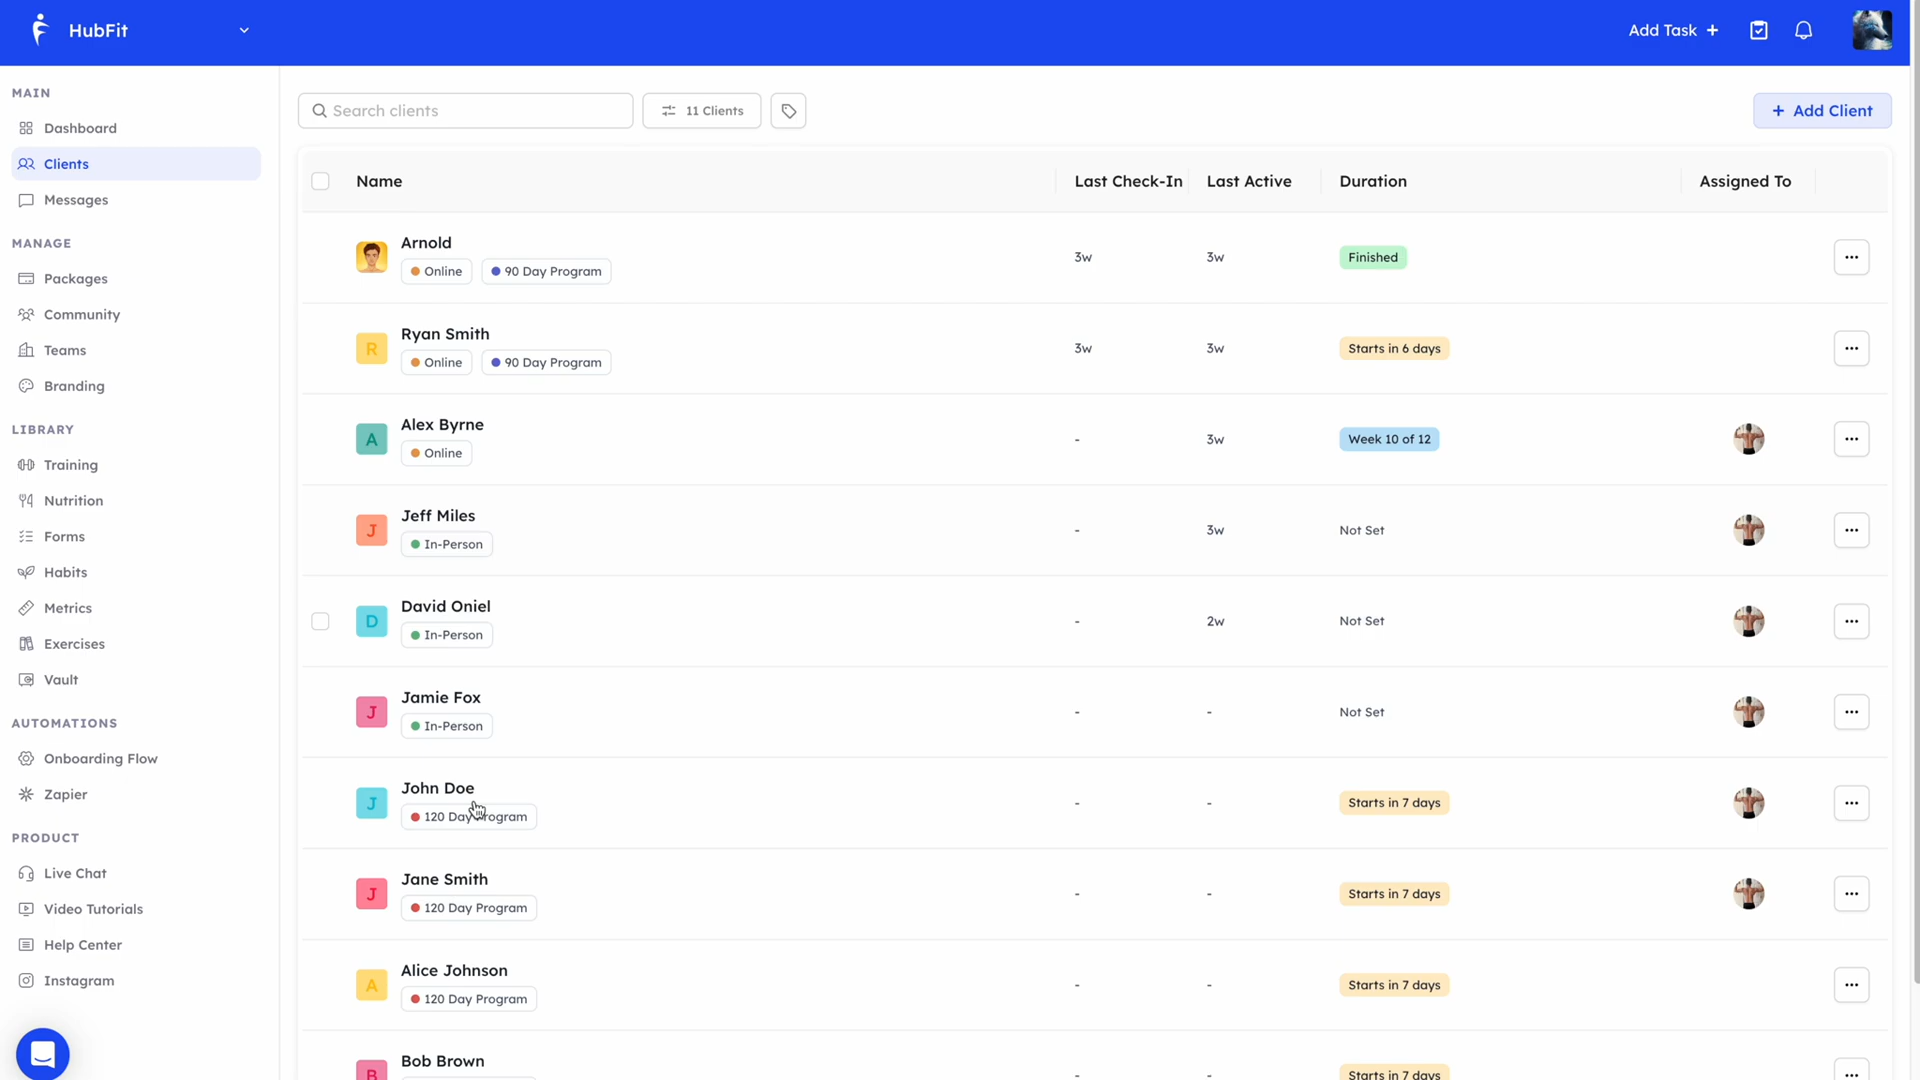 HubFit
Add Task +
MAIN
Dashboard
Clients
Messages
MANAGE
Packages
Community
Teams
Branding
LIBRARY
Training
Nutrition
Forms
Habits
Metrics
Exercises
Vault
AUTOMATIONS
Onboarding Flow
Zapier
PRODUCT
Live Chat
Video Tutorials
Help Center
Instagram
Search clients
11 Clients
+ Add Client
Name Last Check-In Last Active Duration Assigned To
Arnold
Online 90 Day Program
3w 3w Finished
R
Ryan Smith
Online 90 Day Program
3w 3w Starts in 6 days
A
Alex Byrne
Online
- 3w Week 10 of 12
J
Jeff Miles
In-Person
- 3w Not Set
D
David Oniel
In-Person
- 2w Not Set
J
Jamie Fox
In-Person
- - Not Set
J
John Doe
120 Day Program
- - Starts in 7 days
J
Jane Smith
120 Day Program
- - Starts in 7 days
A
Alice Johnson
120 Day Program
- - Starts in 7 days
B
Bob Brown
- - Starts in 7 days